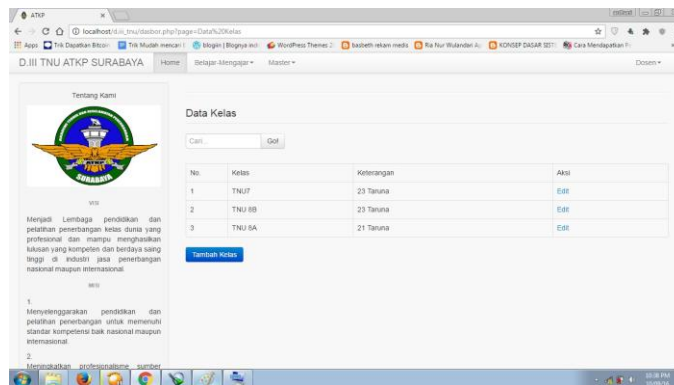 ATKP
localhost/d.iii_tnu/dasbor.php?page=Data%20Kelas
Apps Trik Dapatkan Bitcoin Trik Mudah mencari blogiin | Blognya WordPress Themes basbeth rekam medis Ria Nur Wulandari KONSEP DASAR SIST Cara Mendapatkan
D.III TNU ATKP SURABAYA Home Belajar-Mengajar Master Dosen
Tentang Kami
SURABAYA
VISI
Menjadi Lembaga pendidikan dan
pelatihan penerbangan kelas dunia yang
profesional dan mampu menghasilkan
lulusan yang kompeten dan berdaya saing
tinggi di industri jasa penerbangan
nasional maupun internasional.
MISI
1.
Menyelenggarakan pendidikan dan
pelatihan penerbangan untuk memenuhi
standar kompetensi baik nasional maupun
internasional.
2.
Meningkatkan profesionalisme sumber
Data Kelas
Cari... Go!
No. Kelas Keterangan Aksi
1 TNU7 23 Taruna Edit
2 TNU 8B 23 Taruna Edit
3 TNU 8A 21 Taruna Edit
Tambah Kelas